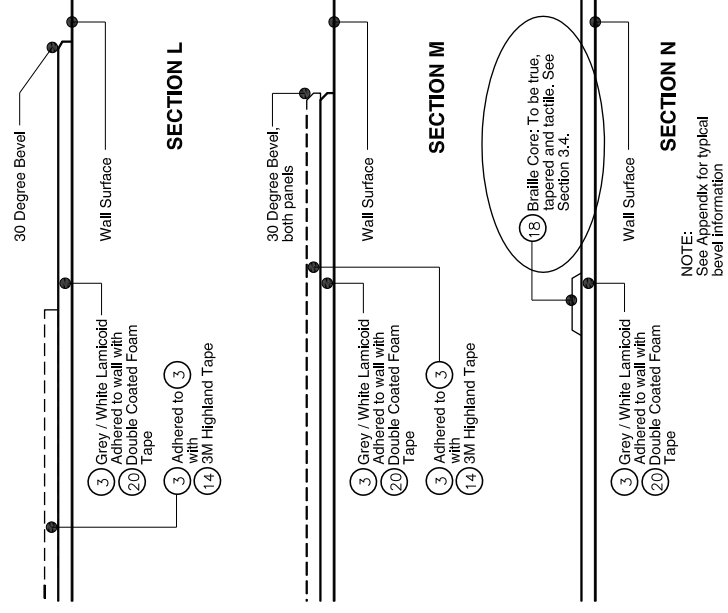 30 Degree Bevel
Wall Surface
3 Grey / White Lamicoid
Adhered to wall with
20 Double Coated Foam
Tape
3 Adhered to 3
with
14 3M Highland Tape
SECTION L
30 Degree Bevel,
both panels
Wall Surface
3 Grey / White Lamicoid
Adhered to wall with
20 Double Coated Foam
Tape
3 Adhered to 3
with
14 3M Highland Tape
SECTION M
18 Braille Core: To be true,
tapered and tactile. See
Section 3.4.
Wall Surface
3 Grey / White Lamicoid
Adhered to wall with
20 Double Coated Foam
Tape
SECTION N
NOTE:
See Appendix for typical
bevel information